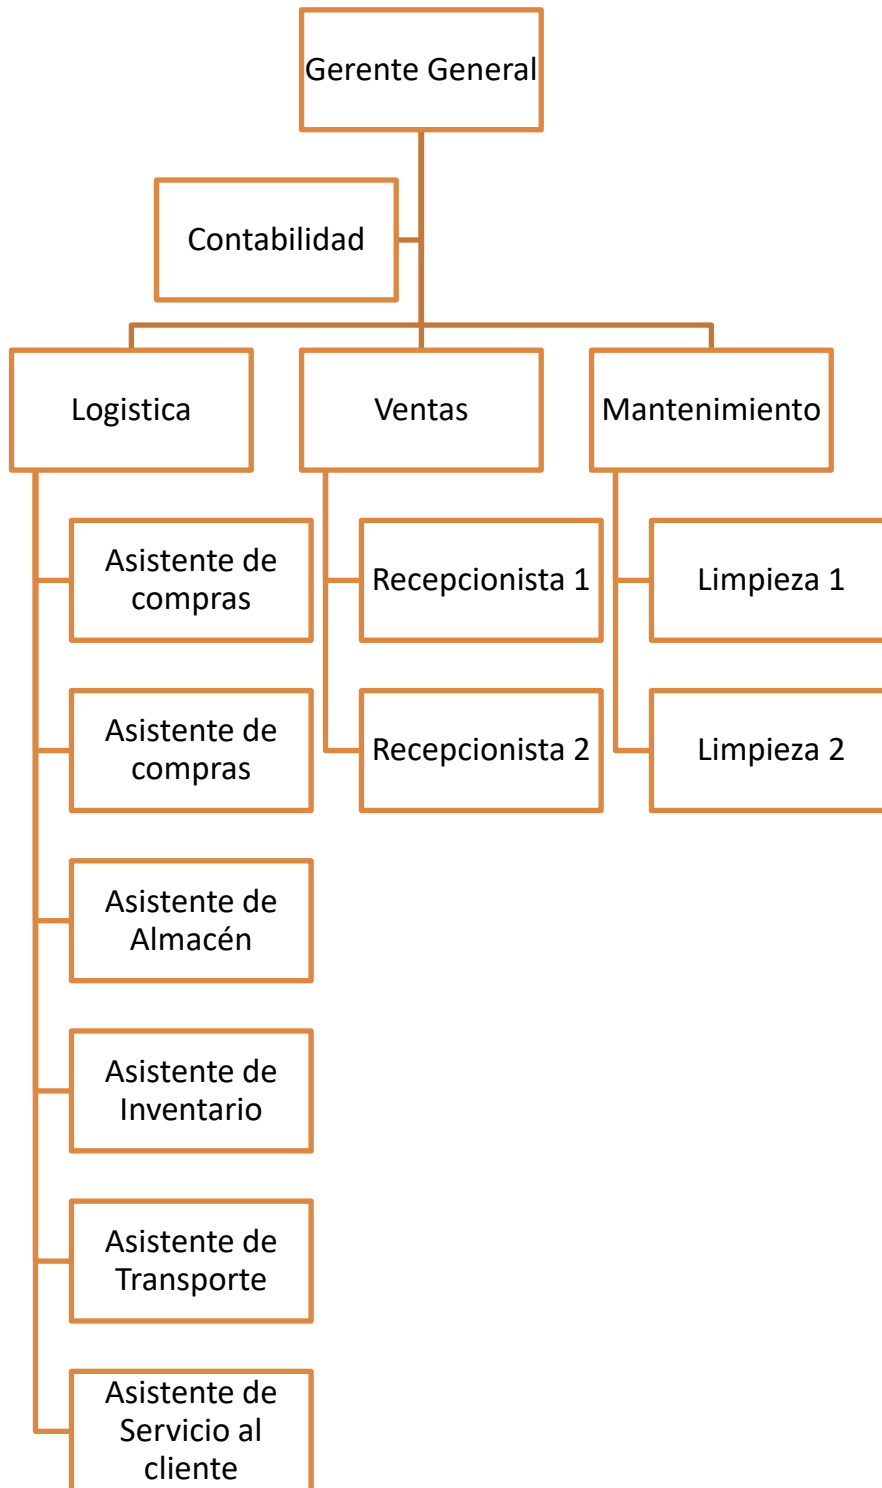 Gerente General
Contabilidad
Logistica
Ventas
Mantenimiento
Asistente de
compras
Recepcionista 1
Limpieza 1
Asistente de
compras
Recepcionista 2
Limpieza 2
Asistente de
Almacén
Asistente de
Inventario
Asistente de
Transporte
Asistente de
Servicio al
cliente